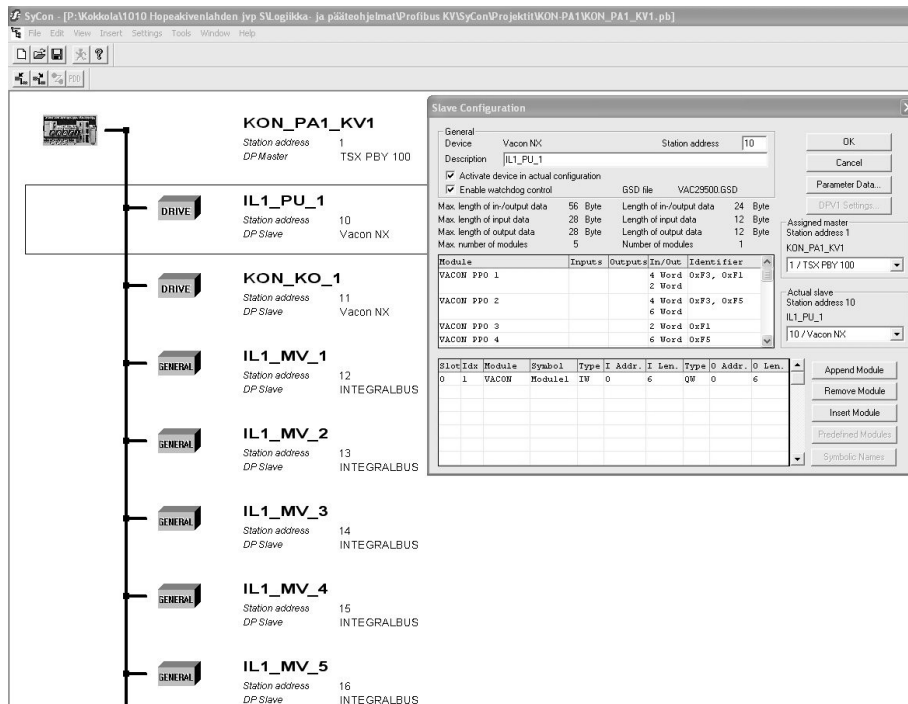 SyCon - [P:\Kokkola\1010 Hopeakivenlahden jvp S\Logiikka- ja pääteohjelmat\Profibus KV\SyCon\Projektit\KON-PA1\KON_PA1_KV1.pb]
File Edit View Insert Settings Tools Window Help
KON_PA1_KV1
Station address 1
DP Master TSX PBY 100
DRIVE
IL1_PU_1
Station address 10
DP Slave Vacon NX
DRIVE
KON_KO_1
Station address 11
DP Slave Vacon NX
GENERAL
IL1_MV_1
Station address 12
DP Slave INTEGRALBUS
GENERAL
IL1_MV_2
Station address 13
DP Slave INTEGRALBUS
GENERAL
IL1_MV_3
Station address 14
DP Slave INTEGRALBUS
GENERAL
IL1_MV_4
Station address 15
DP Slave INTEGRALBUS
GENERAL
IL1_MV_5
Station address 16
DP Slave INTEGRALBUS
Slave Configuration
General
Device Vacon NX Station address 10
Description IL1_PU_1
Activate device in actual configuration
Enable watchdog control GSD file VAC29500.GSD
Max. length of in-/output data 56 Byte Length of in-/output data 24 Byte
Max. length of input data 28 Byte Length of input data 12 Byte
Max. length of output data 28 Byte Length of output data 12 Byte
Max. number of modules 5 Number of modules 1
Module Inputs Outputs In/Out Identifier
VACON PPO 1 4 Word 0xF3, 0xF1
2 Word
VACON PPO 2 4 Word 0xF3, 0xF5
6 Word
VACON PPO 3 2 Word 0xF1
VACON PPO 4 6 Word 0xF5
Slot Idx Module Symbol Type I Addr. I Len. Type O Addr. O Len.
0 1 VACON Module1 IW 0 6 QW 0 6
OK
Cancel
Parameter Data...
DPV1 Settings...
Assigned master
Station address 1
KON_PA1_KV1
1 / TSX PBY 100
Actual slave
Station address 10
IL1_PU_1
10 / Vacon NX
Append Module
Remove Module
Insert Module
Predefined Modules
Symbolic Names